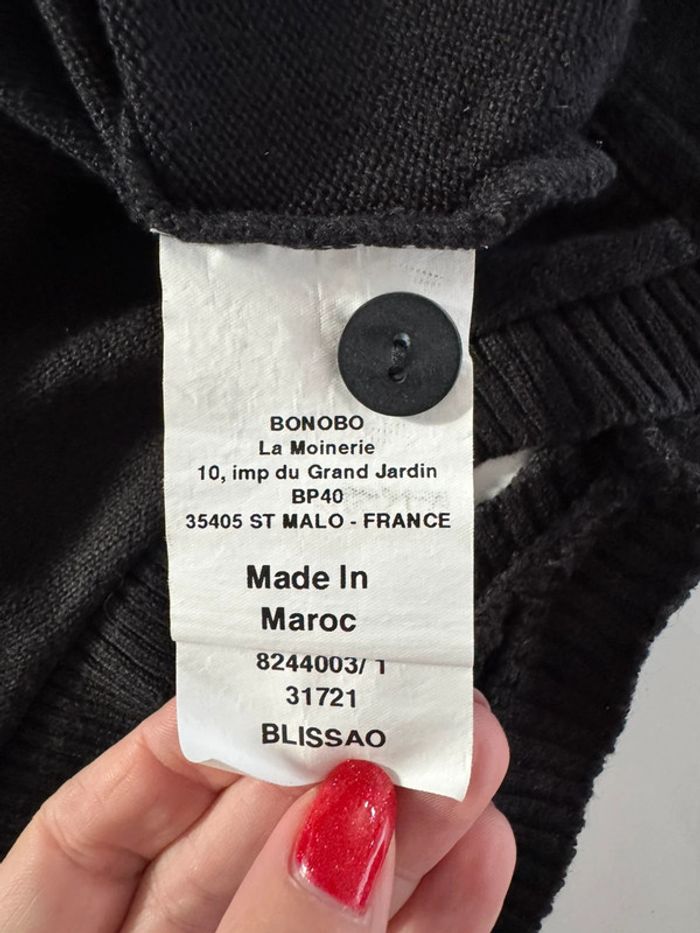 BONOBO
La Moinerie
10, imp du Grand Jardin
BP40
35405 ST MALO - FRANCE
Made In
Maroc
8244003/ 1
31721
BLISSAO